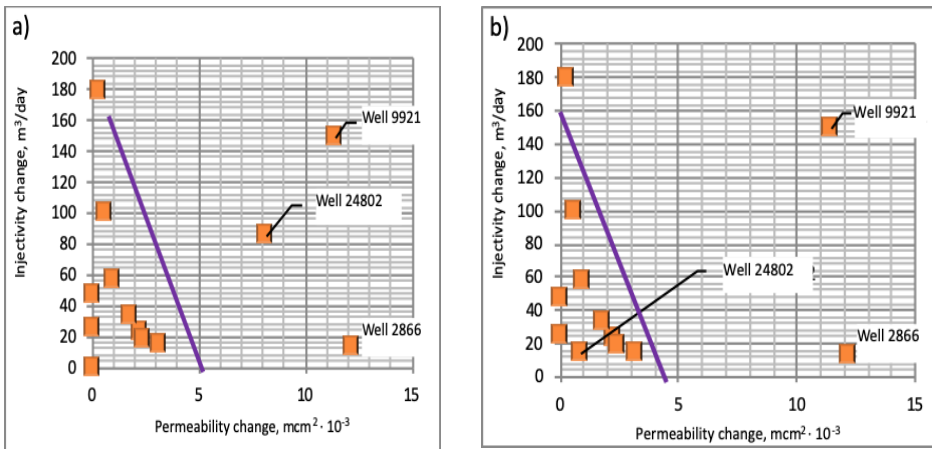 a)
Injectivity change, m³/day
200
180
160
140
120
100
80
60
40
20
0
0 5 10 15
Permeability change, mcm² · 10⁻³
Well 9921
Well 24802
Well 2866
b)
Injectivity change, m³/day
200
180
160
140
120
100
80
60
40
20
0
0 5 10 15
Permeability change, mcm² · 10⁻³
Well 9921
Well 24802
Well 2866